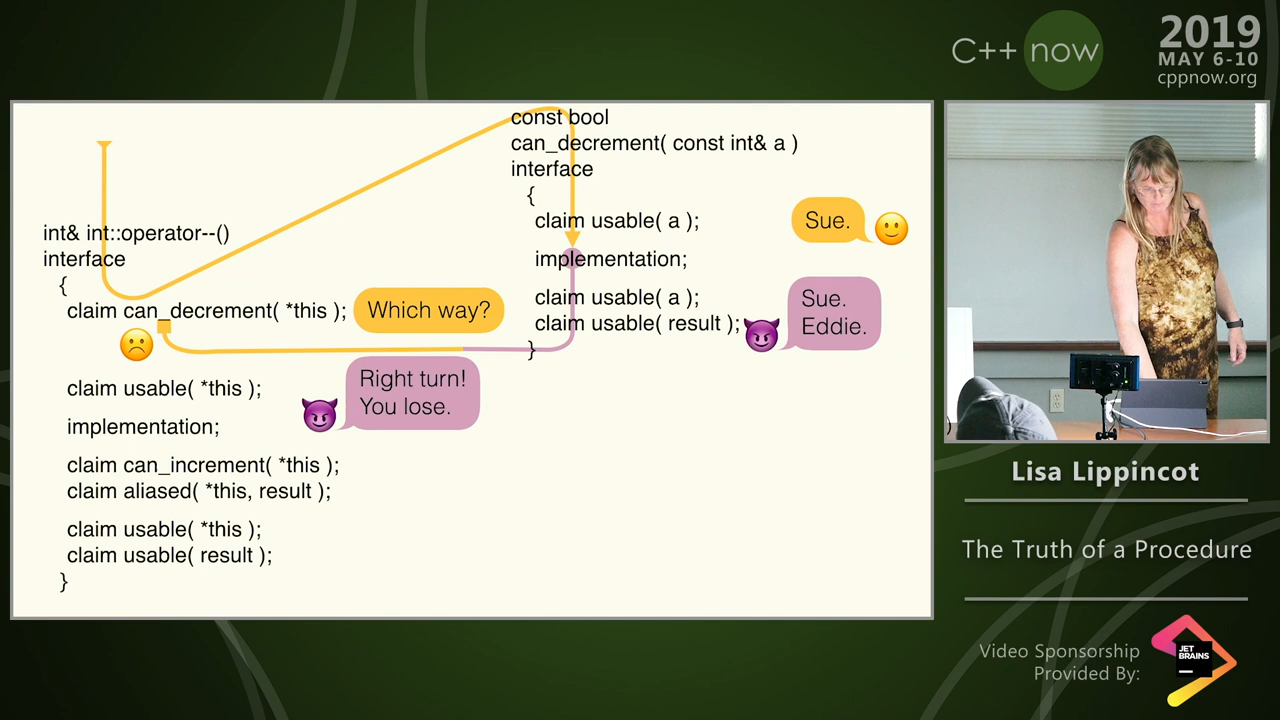 C++ now
2019
MAY 6-10
cppnow.org
const bool
can_decrement( const int& a )
interface
{
claim usable( a );
implementation;
claim usable( a );
claim usable( result );
}
Sue.
Sue.
Eddie.
int& int::operator--()
interface
{
claim can_decrement( *this );
Which way?
Right turn!
You lose.
claim usable( *this );
implementation;
claim can_increment( *this );
claim aliased( *this, result );
claim usable( *this );
claim usable( result );
}
Lisa Lippincot
The Truth of a Procedure
Video Sponsorship
Provided By:
JET
BRAINS